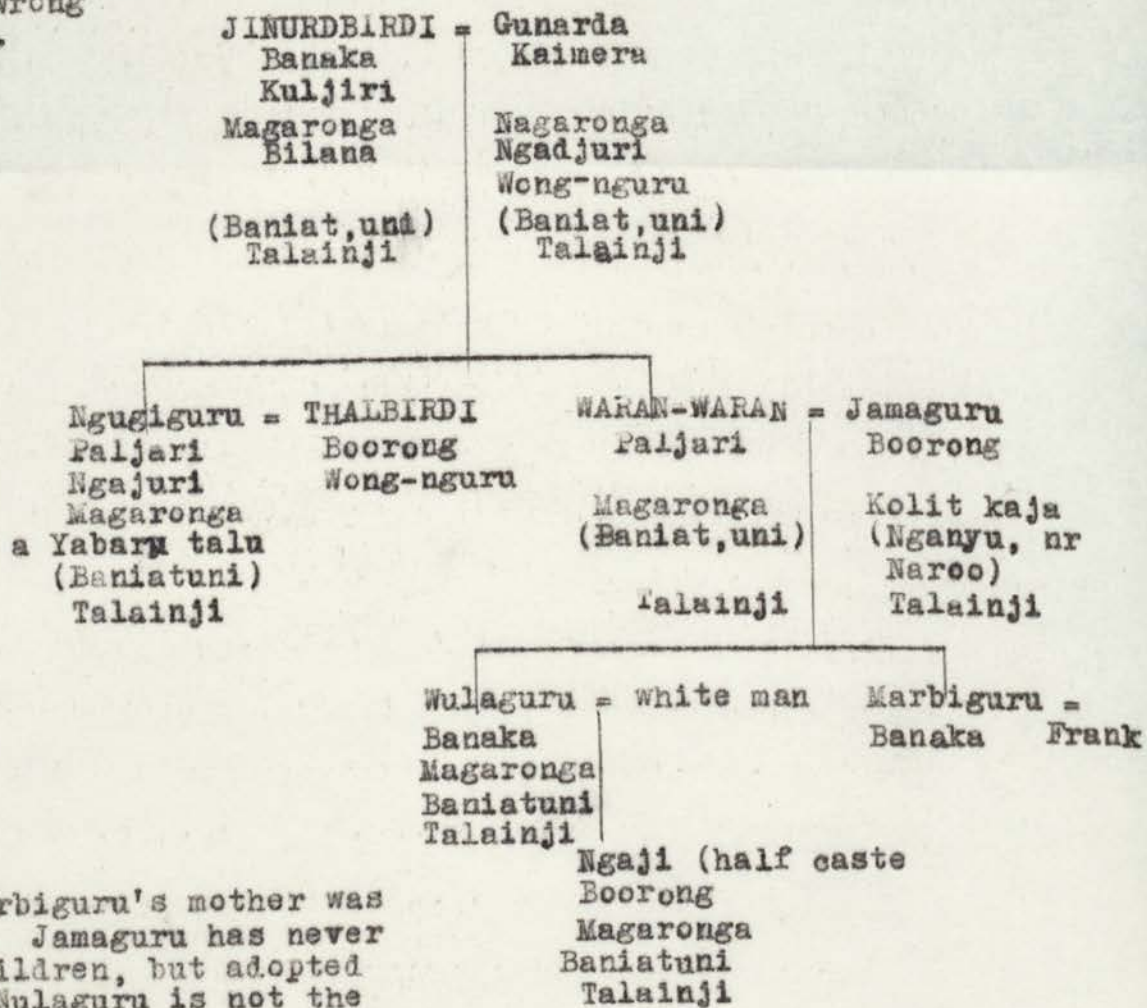 wrong
JINURDBIRDI = Gunarda
Banaka Kaimera
Kuljiri
Magaronga Nagaronga
Bilana Ngadjuri
Wong-nguru
(Baniat,uni) (Baniat,uni)
Talainji Talainji
Ngugiguru = THALBIRDI WARAN-WARAN = Jamaguru
Paljari Boorong Paljari Boorong
Ngajuri Wong-nguru
Magaronga Magaronga Kolit kaja
a Yabaru talu (Baniat,uni) (Nganyu, nr
(Baniatuni) Naroo)
Talainji Talainji Talainji
Wulaguru = white man Marbiguru =
Banaka Banaka Frank
Magaronga
Baniatuni
Talainji
Ngaji (half caste
Boorong
Magaronga
Baniatuni
Talainji
rbiguru's mother was
Jamaguru has never
ildren, but adopted
Wulaguru is not the